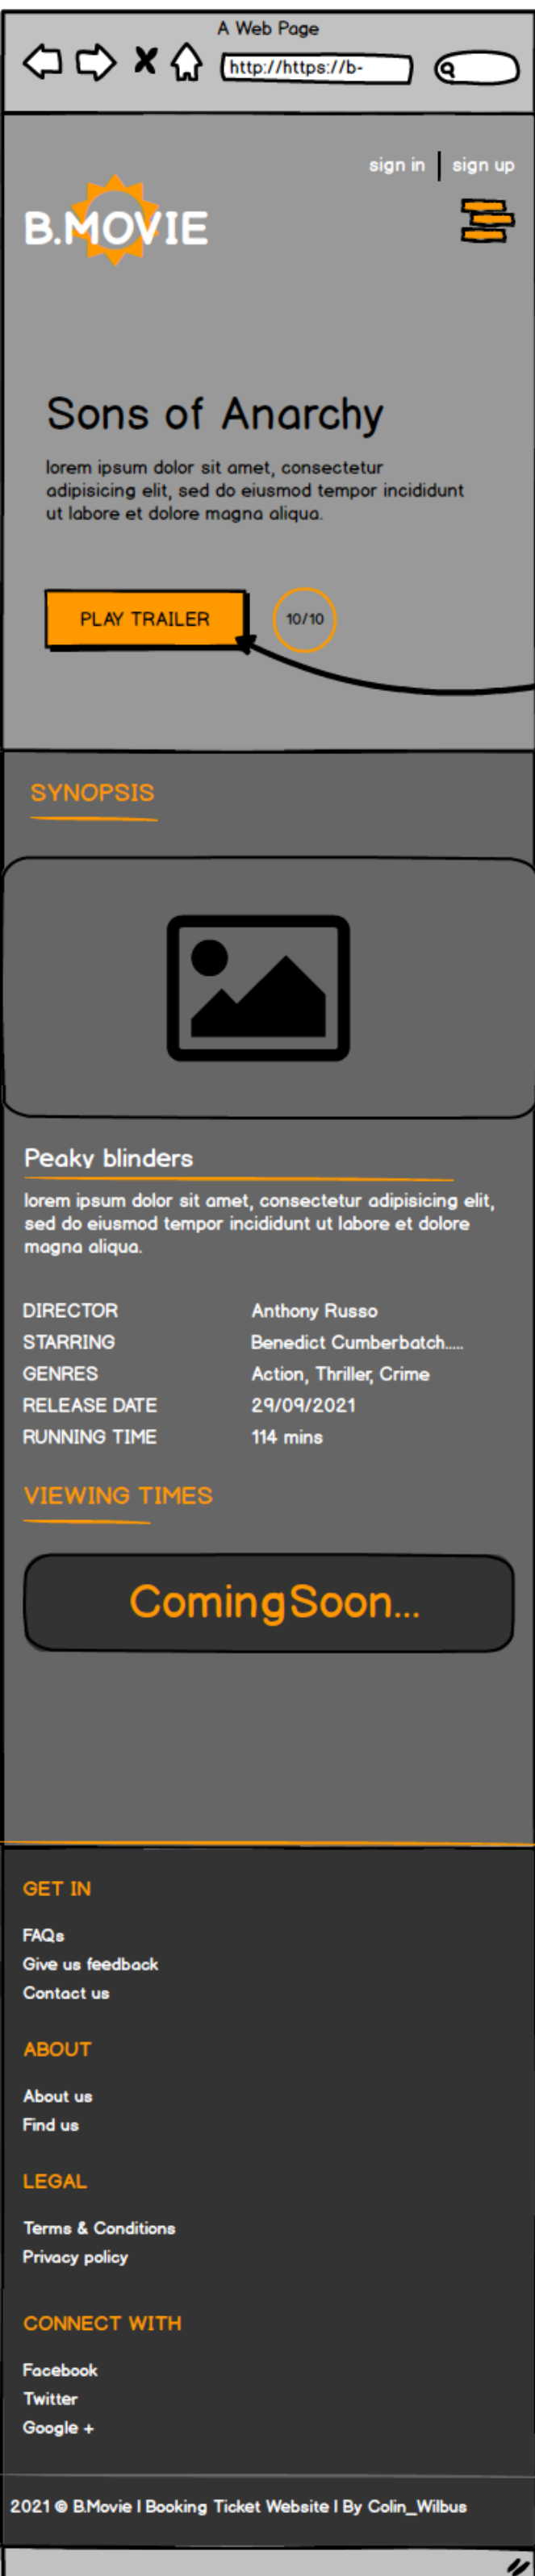 A Web Page
http://https://b-
sign in
sign up
B.MOVIE
Sons of Anarchy
lorem ipsum dolor sit amet, consectetur
adipisicing elit, sed do eiusmod tempor incididunt
ut labore et dolore magna aliqua.
PLAY TRAILER
10/10
SYNOPSIS
Peaky blinders
lorem ipsum dolor sit amet, consectetur adipisicing elit,
sed do eiusmod tempor incididunt ut labore et dolore
magna aliqua.
DIRECTOR Anthony Russo
STARRING Benedict Cumberbatch.....
GENRES Action, Thriller, Crime
RELEASE DATE 29/09/2021
RUNNING TIME 114 mins
VIEWING TIMES
ComingSoon...
GET IN
FAQs
Give us feedback
Contact us
ABOUT
About us
Find us
LEGAL
Terms & Conditions
Privacy policy
CONNECT WITH
Facebook
Twitter
Google +
2021 © B.Movie | Booking Ticket Website | By Colin_Wilbus